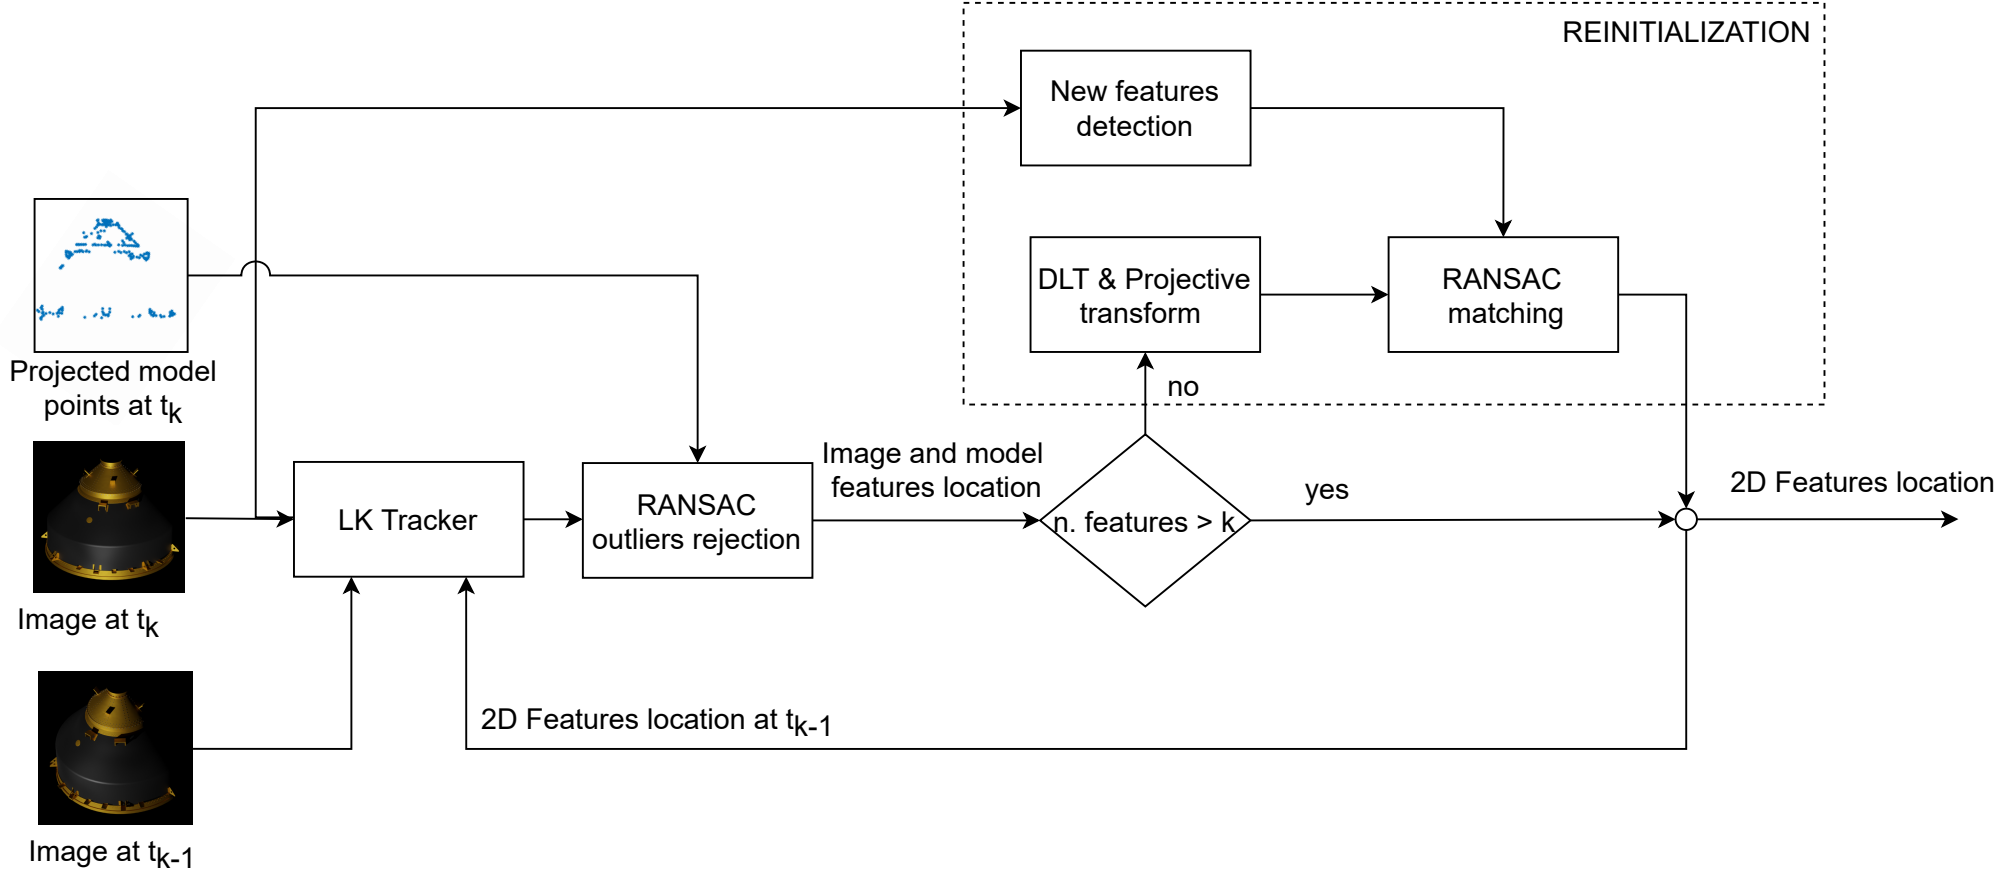 REINITIALIZATION
New features
detection
DLT & Projective
transform
RANSAC
matching
Projected model
points at tk
no
Image and model
features location
yes
2D Features location
LK Tracker
RANSAC
outliers rejection
n. features > k
Image at tk
2D Features location at tk-1
Image at tk-1